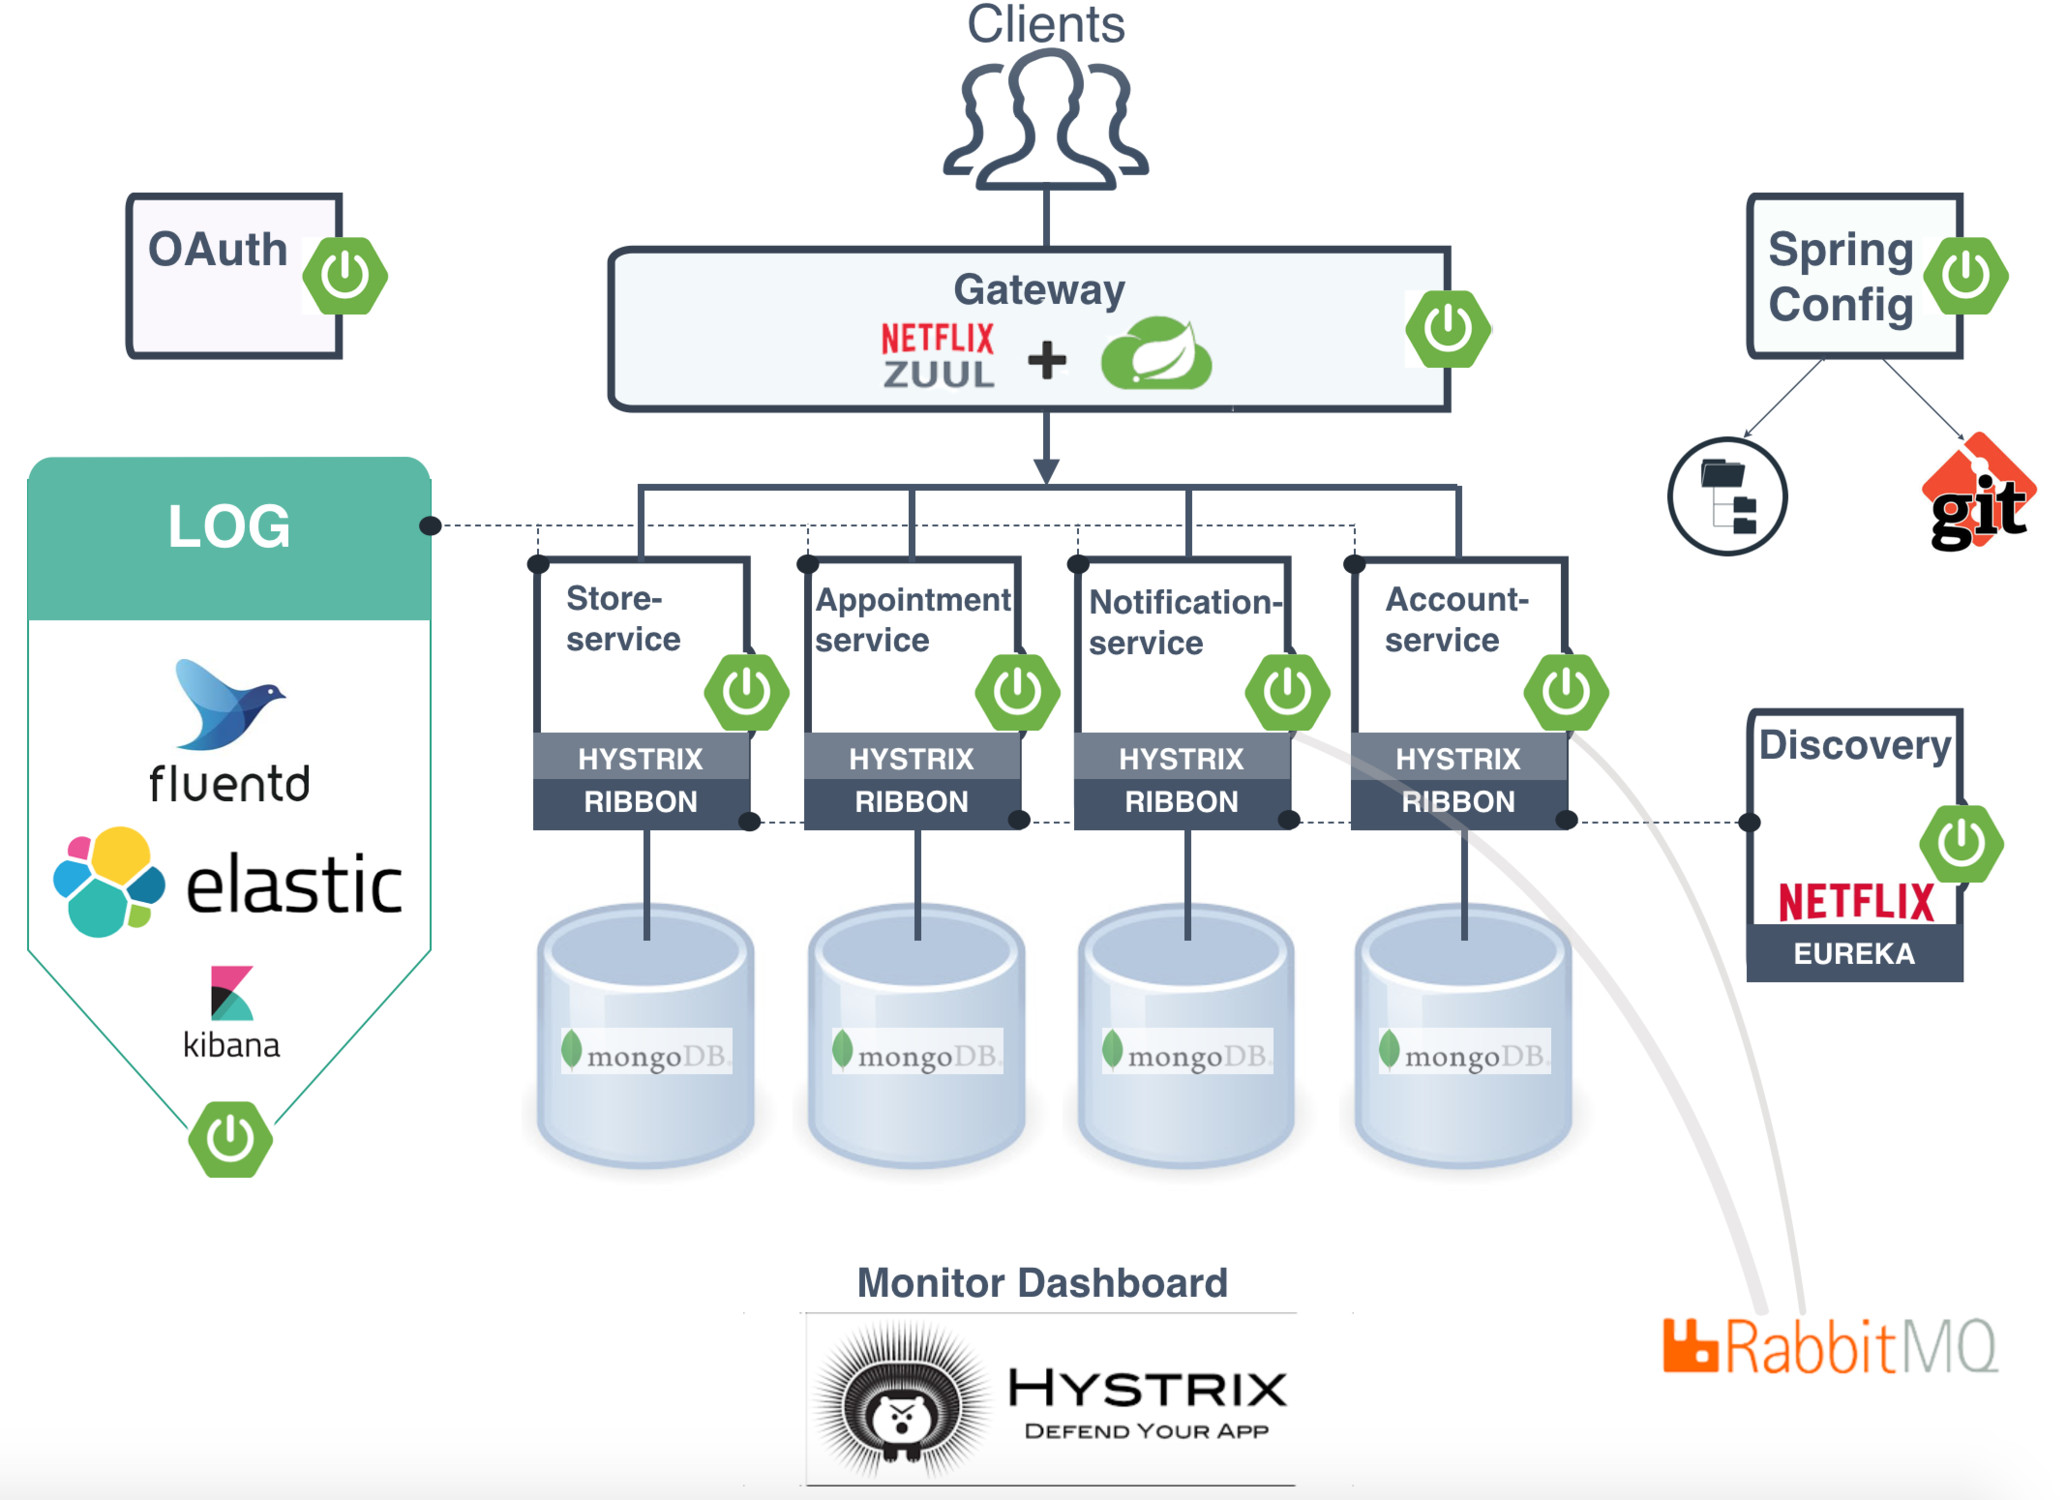 Clients
OAuth
Gateway
NETFLIX
ZUUL
+
Spring
Config
git
LOG
fluentd
elastic
kibana
Store-
service
HYSTRIX
RIBBON
Appointment
service
HYSTRIX
RIBBON
Notification-
service
HYSTRIX
RIBBON
Account-
service
HYSTRIX
RIBBON
Discovery
NETFLIX
EUREKA
mongoDB.
mongoDB.
mongoDB.
mongoDB.
Monitor Dashboard
HYSTRIX
DEFEND YOUR APP
RabbitMQ